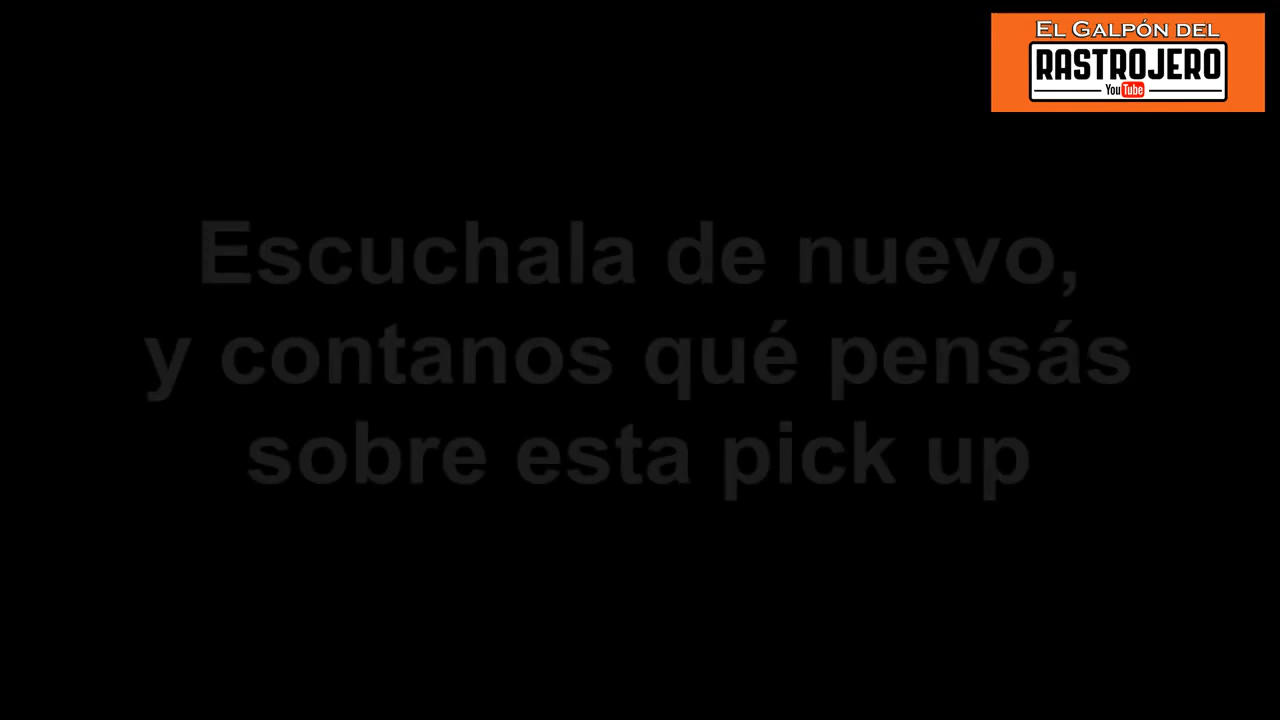 EL GALPÓN DEL
RASTROJERO
YouTube
Escuchala de nuevo,
y contanos qué pensás
sobre esta pick up